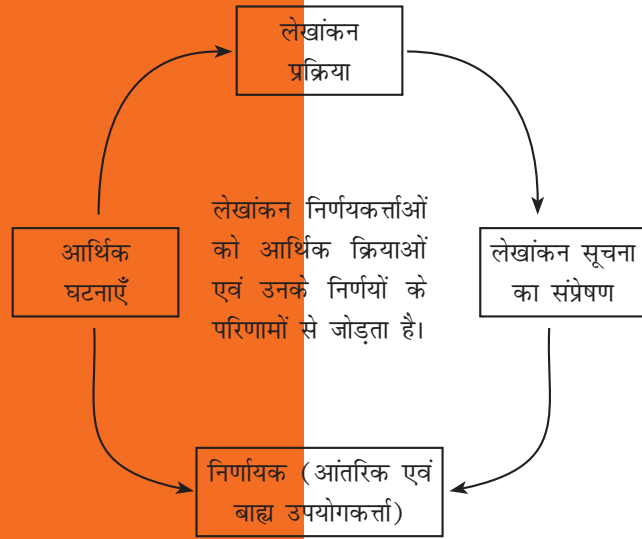 लेखांकन
प्रक्रिया
लेखांकन निर्णयकर्त्ताओं
को आर्थिक क्रियाओं
एवं उनके निर्णयों के
परिणामों से जोड़ता है।
आर्थिक
घटनाएँ
लेखांकन सूचना
का संप्रेषण
निर्णायक (आंतरिक एवं
बाह्य उपयोगकर्त्ता)